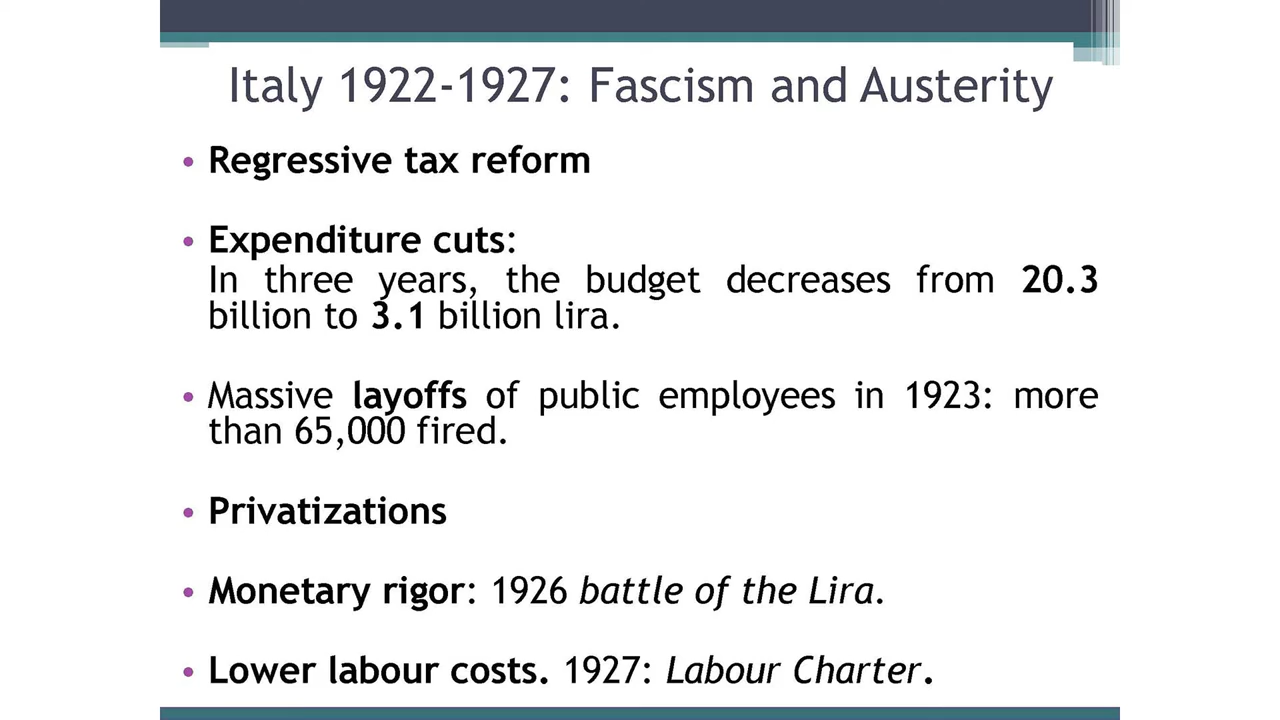 Italy 1922-1927: Fascism and Austerity
• Regressive tax reform
• Expenditure cuts:
In three years, the budget decreases from 20.3
billion to 3.1 billion lira.
• Massive layoffs of public employees in 1923: more
than 65,000 fired.
• Privatizations
• Monetary rigor: 1926 battle of the Lira.
• Lower labour costs. 1927: Labour Charter.